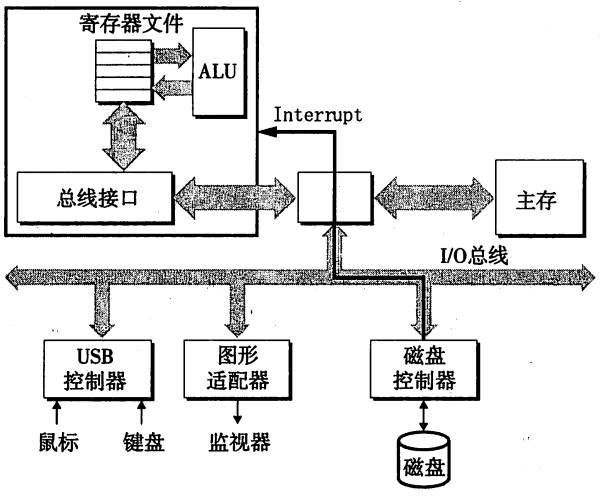 寄存器文件
ALU
Interrupt
总线接口
主存
I/O总线
USB
控制器
图形
适配器
磁盘
控制器
鼠标
键盘
监视器
磁盘